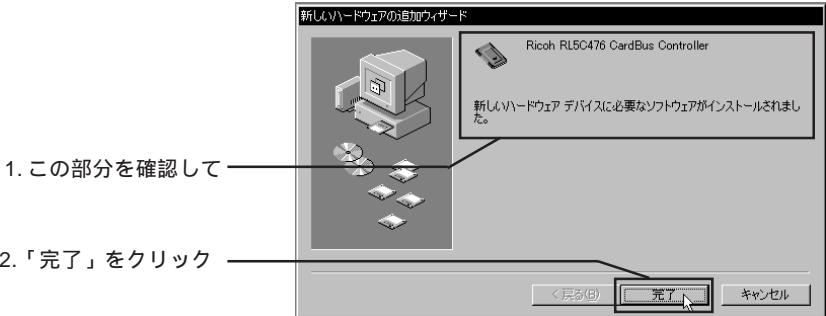 新しいハードウェアの追加ウィザード
Ricoh RL5C476 CardBus Controller
新しいハードウェア デバイスに必要なソフトウェアがインストールされまし
た。
1. この部分を確認して
2.「完了」をクリック
< 戻る(B)
完了
キャンセル